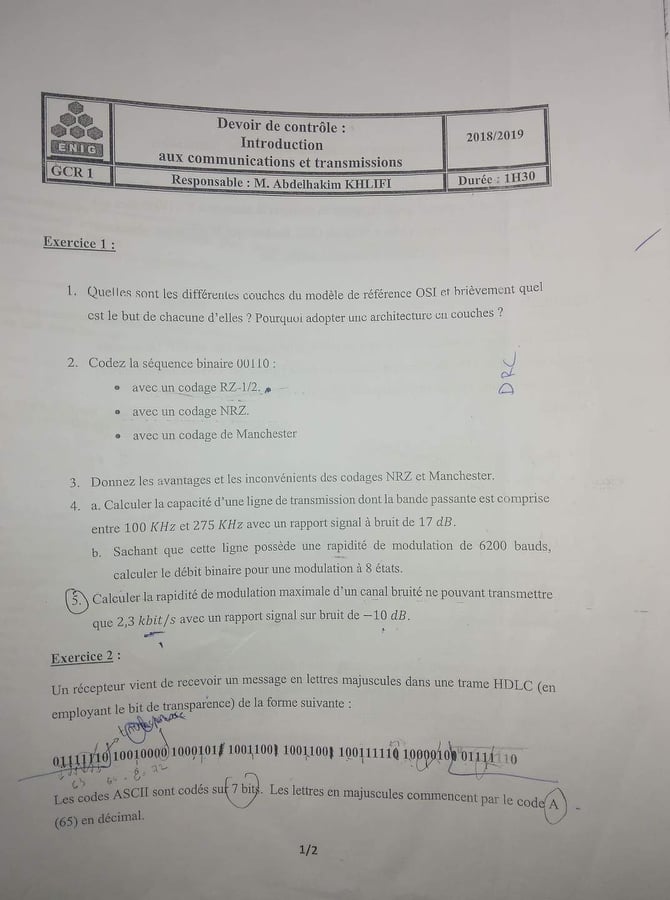 ENIG
GCR 1
Devoir de contrôle :
Introduction
aux communications et transmissions
Responsable : M. Abdelhakim KHLIFI
2018/2019
Durée : 1H30
Exercice 1 :
1. Quelles sont les différentes couches du modèle de référence OSI et brièvement quel
est le but de chacune d'elles ? Pourquoi adopter une architecture en couches ?
2. Codez la séquence binaire 00110 :
• avec un codage RZ-1/2.
• avec un codage NRZ.
• avec un codage de Manchester
DRC
3. Donnez les avantages et les inconvénients des codages NRZ et Manchester.
4. a. Calculer la capacité d'une ligne de transmission dont la bande passante est comprise
entre 100 KHz et 275 KHz avec un rapport signal à bruit de 17 dB.
b. Sachant que cette ligne possède une rapidité de modulation de 6200 bauds,
calculer le débit binaire pour une modulation à 8 états.
5. Calculer la rapidité de modulation maximale d'un canal bruité ne pouvant transmettre
que 2,3 kbit/s avec un rapport signal sur bruit de −10 dB.
Exercice 2 :
Un récepteur vient de recevoir un message en lettres majuscules dans une trame HDLC (en
employant le bit de transparence) de la forme suivante :
01111110 10010000 10001011 10011001 10011001 100111110 10000100 01111110
Les codes ASCII sont codés sur 7 bits. Les lettres en majuscules commencent par le code A
(65) en décimal.
1/2